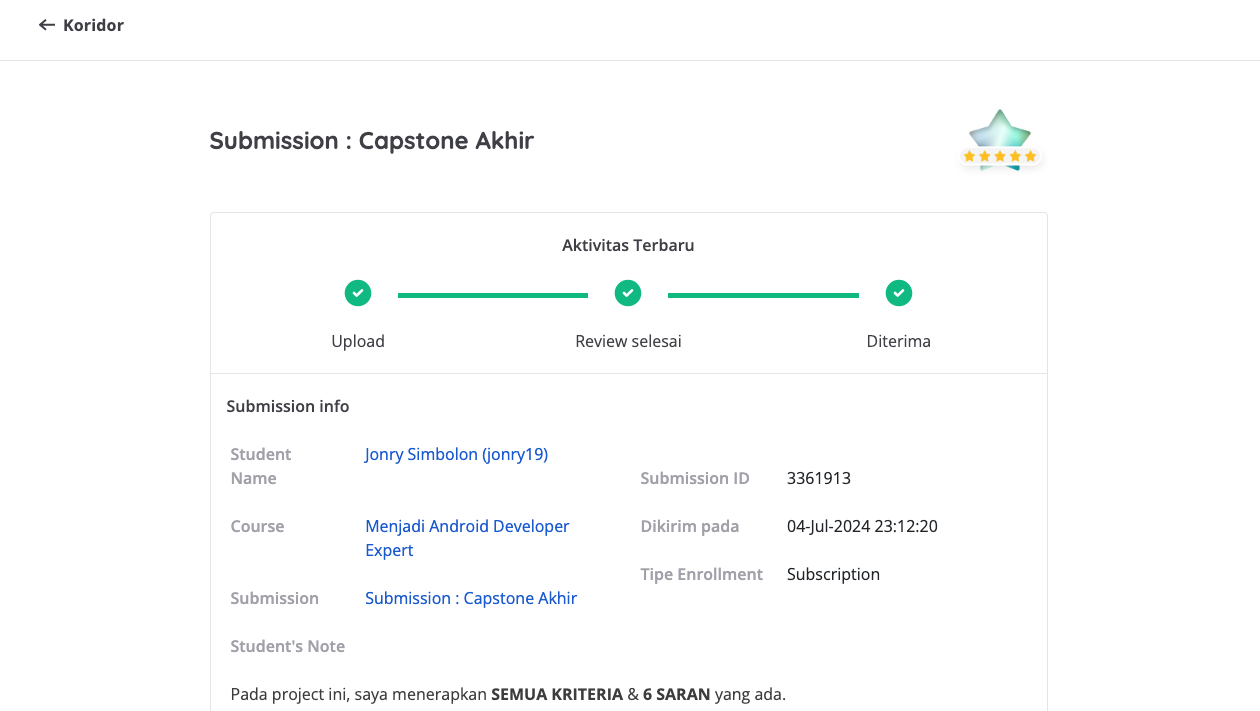 Koridor
Submission : Capstone Akhir
Aktivitas Terbaru
Upload
Review selesai
Diterima
Submission info
Student
Name
Jonry Simbolon (jonry19)
Course
Menjadi Android Developer
Expert
Submission
Submission : Capstone Akhir
Submission ID
3361913
Dikirim pada
04-Jul-2024 23:12:20
Tipe Enrollment
Subscription
Student's Note
Pada project ini, saya menerapkan SEMUA KRITERIA & 6 SARAN yang ada.